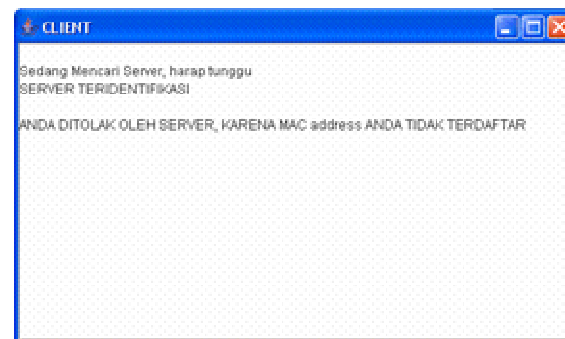 CLIENT
Sedang Mencari Server, harap tunggu
SERVER TERIDENTIFIKASI
ANDA DITOLAK OLEH SERVER, KARENA MAC address ANDA TIDAK TERDAFTAR